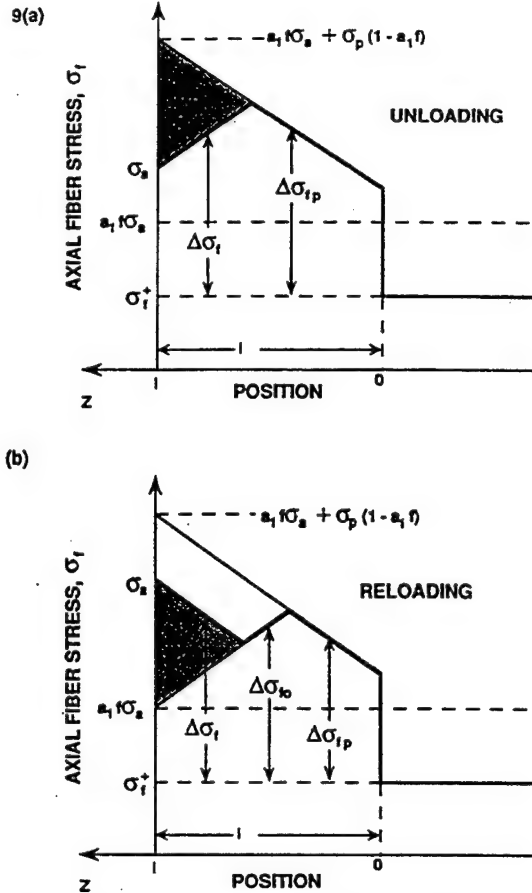 9(a)
AXIAL FIBER STRESS, σf
a₁fσₐ + σₚ (1 - a₁f)
UNLOADING
σₐ
a₁fσₐ
σf⁺
Δσf
Δσfp
l
l
0
z
POSITION
(b)
AXIAL FIBER STRESS, σf
a₁fσₐ + σₚ (1 - a₁f)
RELOADING
σₐ
a₁fσₐ
σf⁺
Δσf
Δσfo
Δσfp
l
l
0
z
POSITION